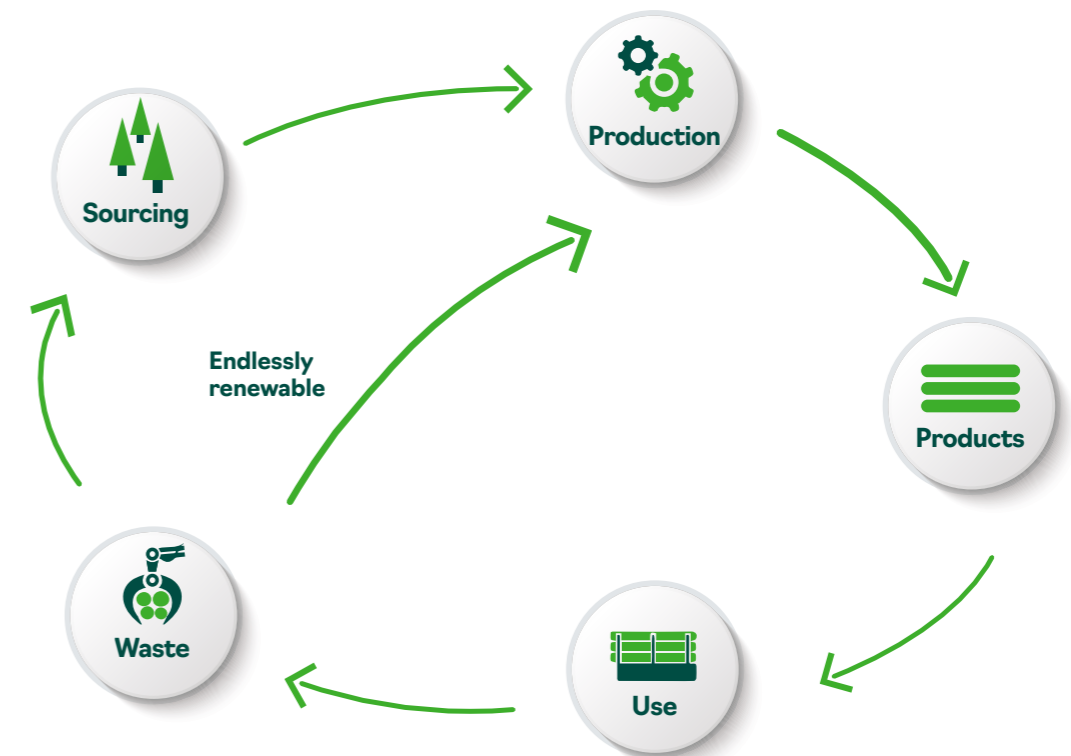 Production
Sourcing
Endlessly
renewable
Products
Waste
Use